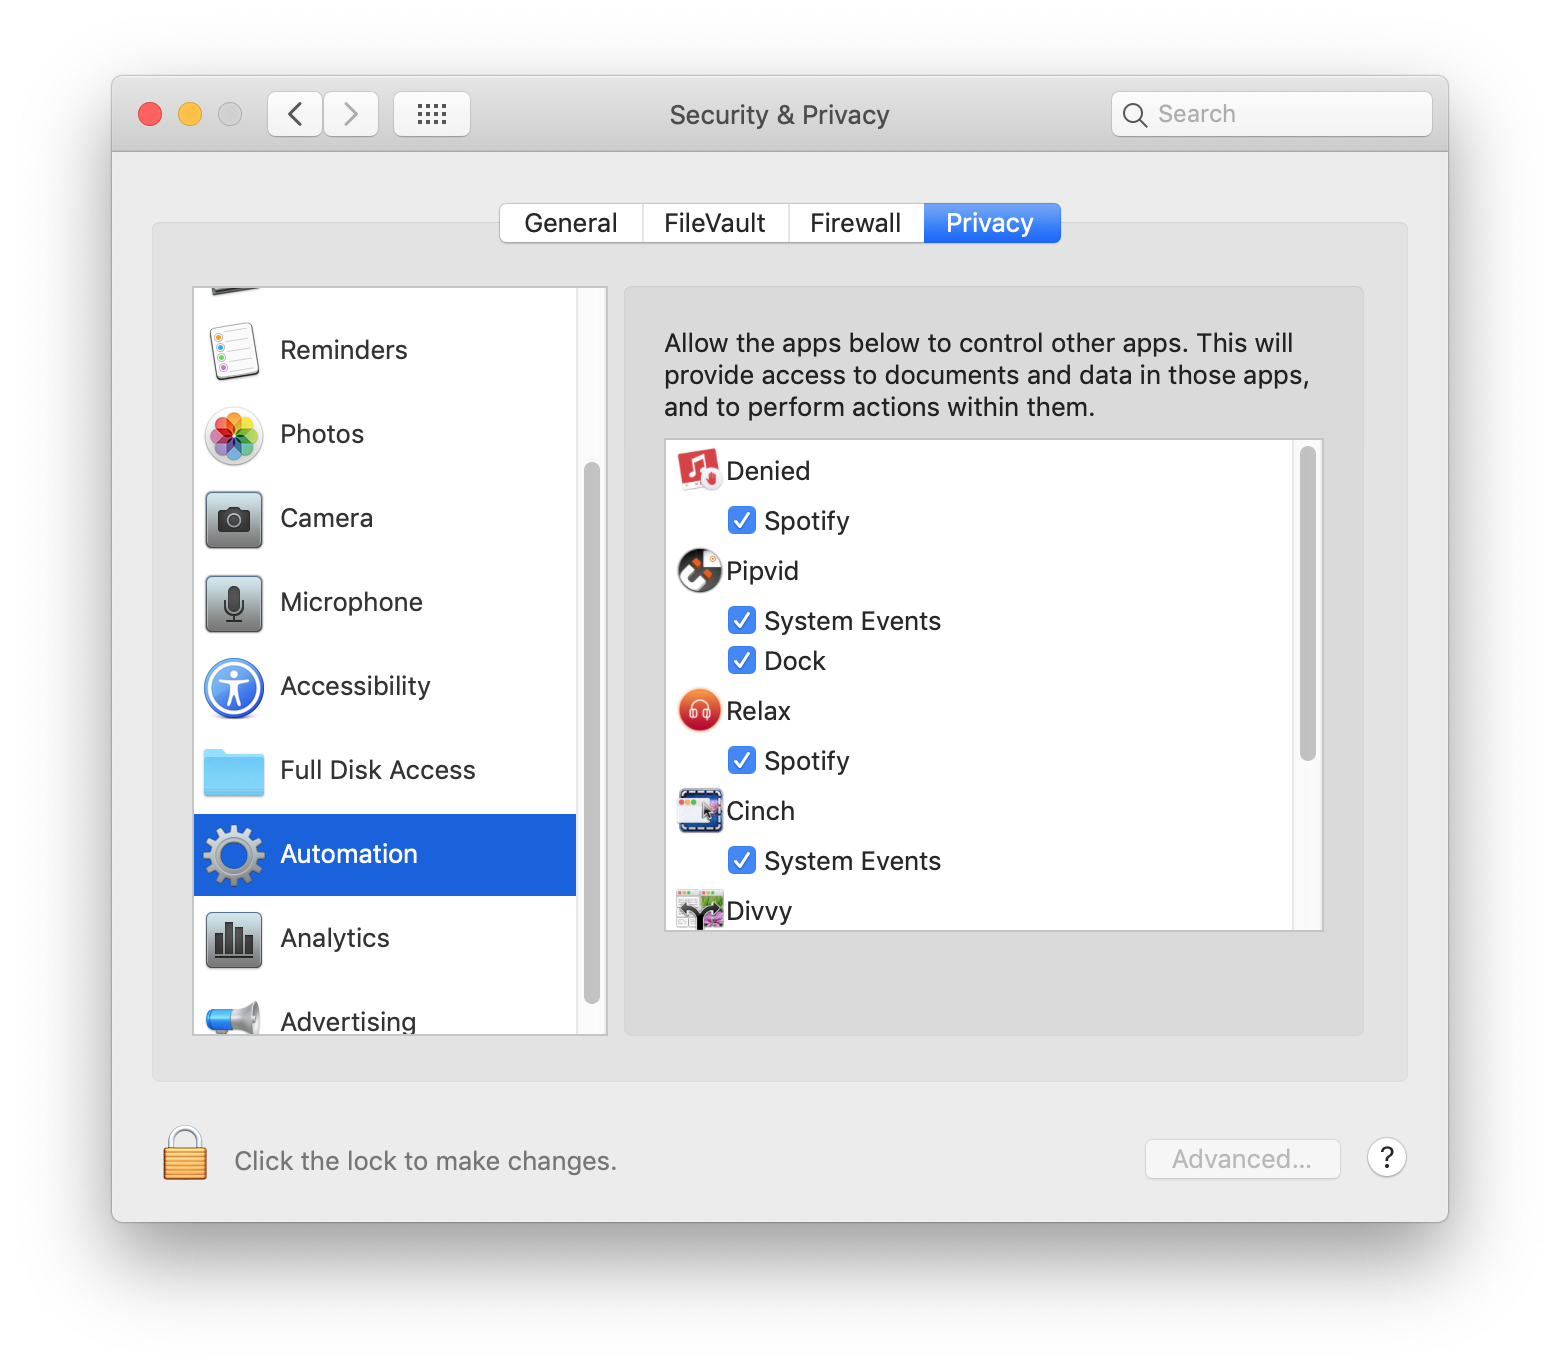 Security & Privacy
Search
General
FileVault
Firewall
Privacy
Reminders
Photos
Camera
Microphone
Accessibility
Full Disk Access
Automation
Analytics
Advertising
Allow the apps below to control other apps. This will
provide access to documents and data in those apps,
and to perform actions within them.
Denied
Spotify
Pipvid
System Events
Dock
Relax
Spotify
Cinch
System Events
Divvy
Click the lock to make changes.
Advanced...
?